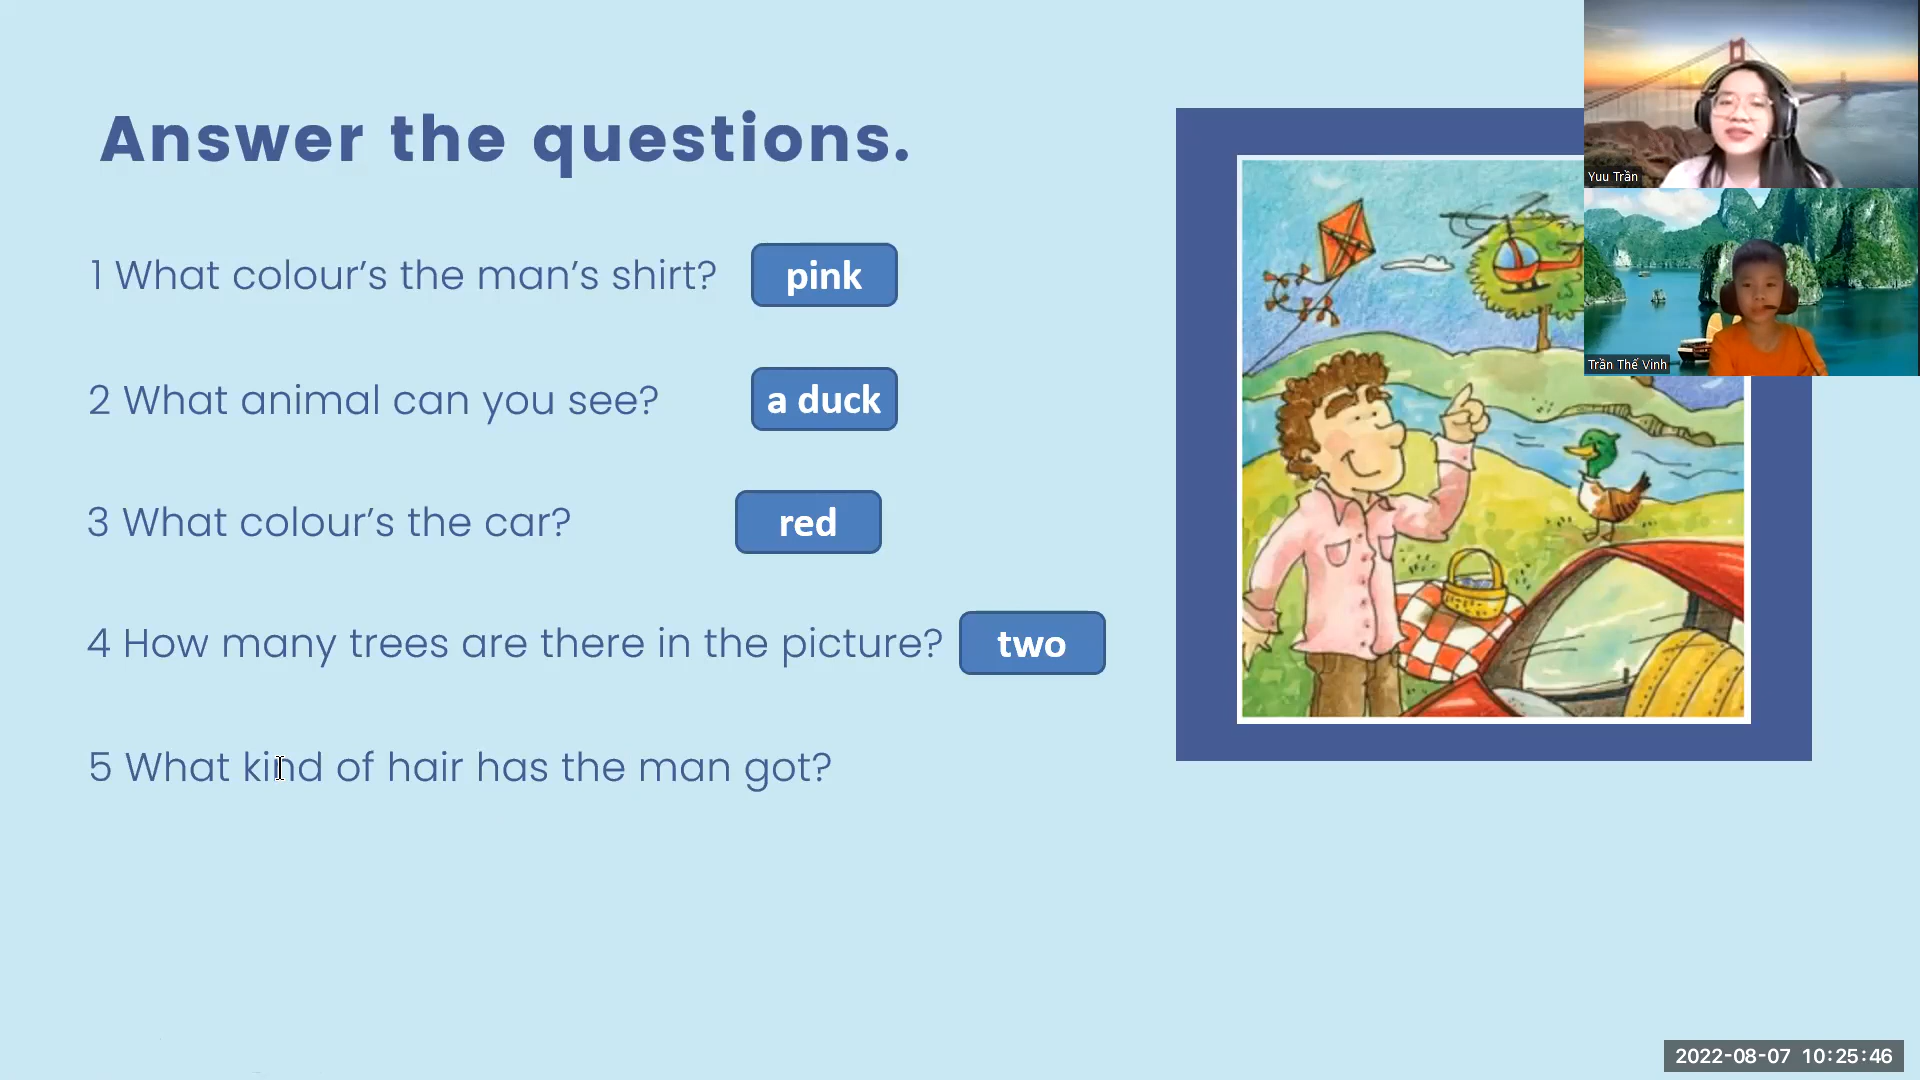 Answer the questions.
1 What colour’s the man’s shirt? pink
2 What animal can you see? a duck
3 What colour’s the car? red
4 How many trees are there in the picture? two
5 What kind of hair has the man got?
Yuu Trần
Trần Thế Vinh
2022-08-07 10:25:46